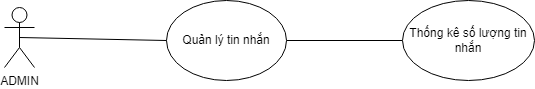 Quản lý tin nhắn
Thống kê số lượng tin
nhắn
ADMIN